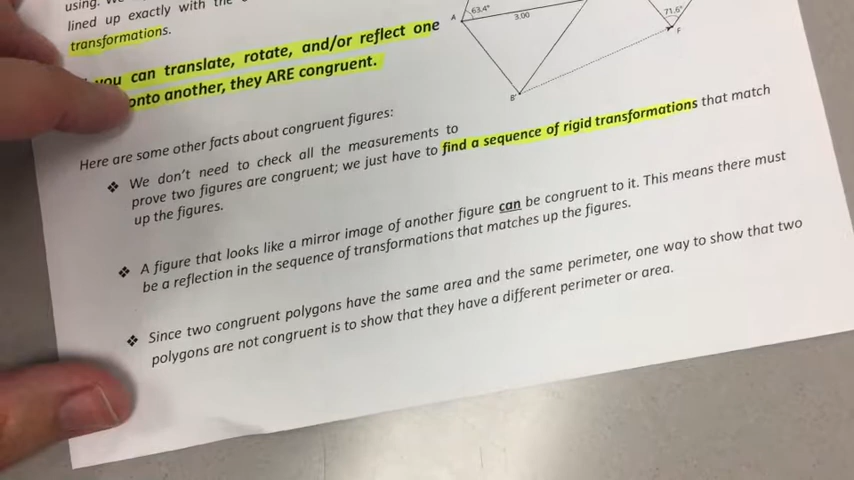 using.
lined up exactly with the
transformations.
you can translate, rotate, and/or reflect one
onto another, they ARE congruent.
A
63.4°
3.00
71.6°
F
B'
Here are some other facts about congruent figures:
❖ We don't need to check all the measurements to
prove two figures are congruent; we just have to find a sequence of rigid transformations that match
up the figures.
❖ A figure that looks like a mirror image of another figure can be congruent to it. This means there must
be a reflection in the sequence of transformations that matches up the figures.
❖ Since two congruent polygons have the same area and the same perimeter, one way to show that two
polygons are not congruent is to show that they have a different perimeter or area.